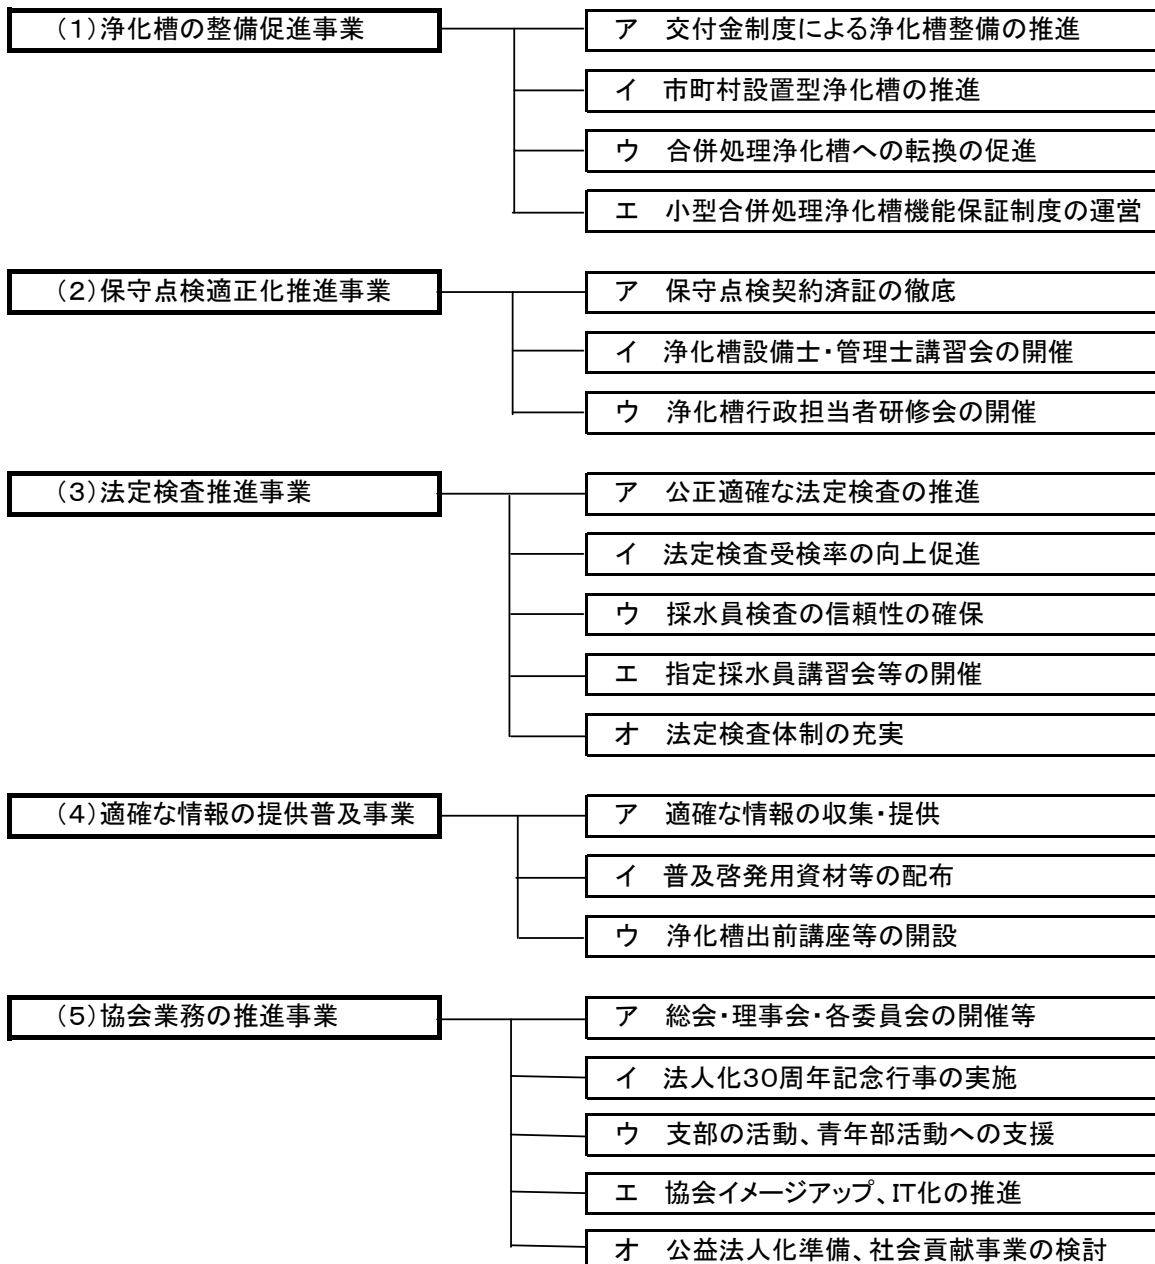 (1)浄化槽の整備促進事業
ア 交付金制度による浄化槽整備の推進
イ 市町村設置型浄化槽の推進
ウ 合併処理浄化槽への転換の促進
エ 小型合併処理浄化槽機能保証制度の運営
(2)保守点検適正化推進事業
ア 保守点検契約済証の徹底
イ 浄化槽設備士・管理士講習会の開催
ウ 浄化槽行政担当者研修会の開催
(3)法定検査推進事業
ア 公正適確な法定検査の推進
イ 法定検査受検率の向上促進
ウ 採水員検査の信頼性の確保
エ 指定採水員講習会等の開催
オ 法定検査体制の充実
(4)適確な情報の提供普及事業
ア 適確な情報の収集・提供
イ 普及啓発用資材等の配布
ウ 浄化槽出前講座等の開設
(5)協会業務の推進事業
ア 総会・理事会・各委員会の開催等
イ 法人化30周年記念行事の実施
ウ 支部の活動、青年部活動への支援
エ 協会イメージアップ、IT化の推進
オ 公益法人化準備、社会貢献事業の検討